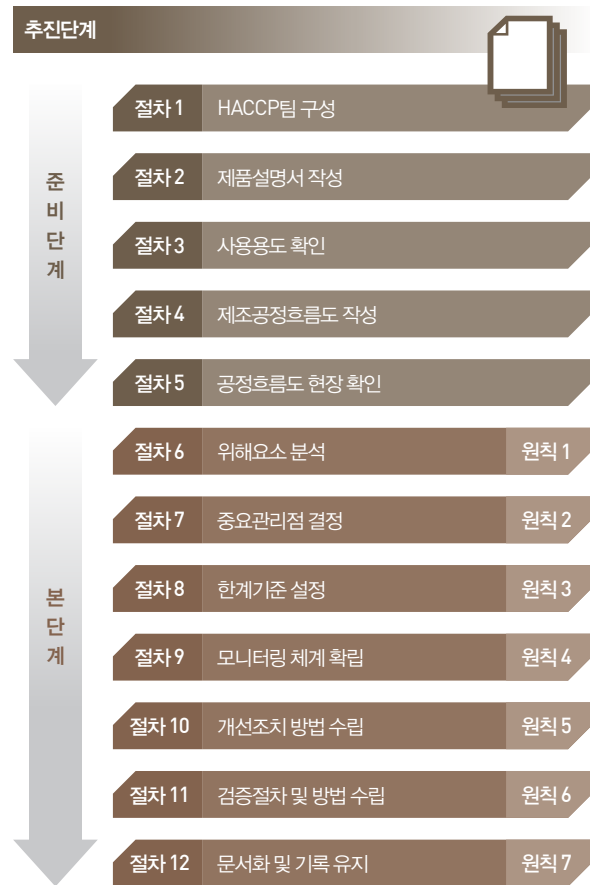 추진단계
준비단계
절차 1 HACCP팀 구성
절차 2 제품설명서 작성
절차 3 사용용도 확인
절차 4 제조공정흐름도 작성
절차 5 공정흐름도 현장 확인
본단계
절차 6 위해요소 분석 원칙 1
절차 7 중요관리점 결정 원칙 2
절차 8 한계기준 설정 원칙 3
절차 9 모니터링 체계 확립 원칙 4
절차 10 개선조치 방법 수립 원칙 5
절차 11 검증절차 및 방법 수립 원칙 6
절차 12 문서화 및 기록 유지 원칙 7